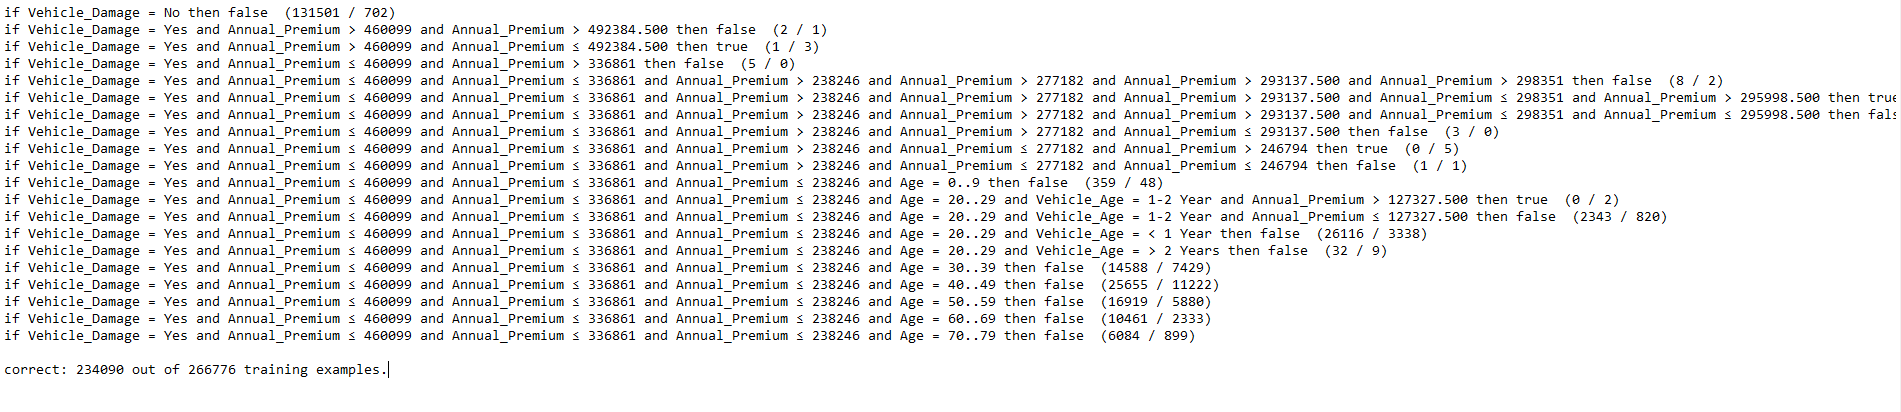 if Vehicle_Damage = No then false  (131501 / 702)
if Vehicle_Damage = Yes and Annual_Premium > 460099 and Annual_Premium > 492384.500 then false  (2 / 1)
if Vehicle_Damage = Yes and Annual_Premium > 460099 and Annual_Premium ≤ 492384.500 then true  (1 / 3)
if Vehicle_Damage = Yes and Annual_Premium ≤ 460099 and Annual_Premium > 336861 then false  (5 / 0)
if Vehicle_Damage = Yes and Annual_Premium ≤ 460099 and Annual_Premium ≤ 336861 and Annual_Premium > 238246 and Annual_Premium > 277182 and Annual_Premium > 293137.500 and Annual_Premium > 298351 then false  (8 / 2)
if Vehicle_Damage = Yes and Annual_Premium ≤ 460099 and Annual_Premium ≤ 336861 and Annual_Premium > 238246 and Annual_Premium > 277182 and Annual_Premium > 293137.500 and Annual_Premium ≤ 298351 and Annual_Premium > 295998.500 then true
if Vehicle_Damage = Yes and Annual_Premium ≤ 460099 and Annual_Premium ≤ 336861 and Annual_Premium > 238246 and Annual_Premium > 277182 and Annual_Premium > 293137.500 and Annual_Premium ≤ 298351 and Annual_Premium ≤ 295998.500 then fals
if Vehicle_Damage = Yes and Annual_Premium ≤ 460099 and Annual_Premium ≤ 336861 and Annual_Premium > 238246 and Annual_Premium > 277182 and Annual_Premium ≤ 293137.500 then false  (3 / 0)
if Vehicle_Damage = Yes and Annual_Premium ≤ 460099 and Annual_Premium ≤ 336861 and Annual_Premium > 238246 and Annual_Premium ≤ 277182 and Annual_Premium > 246794 then true  (0 / 5)
if Vehicle_Damage = Yes and Annual_Premium ≤ 460099 and Annual_Premium ≤ 336861 and Annual_Premium > 238246 and Annual_Premium ≤ 277182 and Annual_Premium ≤ 246794 then false  (1 / 1)
if Vehicle_Damage = Yes and Annual_Premium ≤ 460099 and Annual_Premium ≤ 336861 and Annual_Premium ≤ 238246 and Age = 0..9 then false  (359 / 48)
if Vehicle_Damage = Yes and Annual_Premium ≤ 460099 and Annual_Premium ≤ 336861 and Annual_Premium ≤ 238246 and Age = 20..29 and Vehicle_Age = 1-2 Year and Annual_Premium > 127327.500 then true  (0 / 2)
if Vehicle_Damage = Yes and Annual_Premium ≤ 460099 and Annual_Premium ≤ 336861 and Annual_Premium ≤ 238246 and Age = 20..29 and Vehicle_Age = 1-2 Year and Annual_Premium ≤ 127327.500 then false  (2343 / 820)
if Vehicle_Damage = Yes and Annual_Premium ≤ 460099 and Annual_Premium ≤ 336861 and Annual_Premium ≤ 238246 and Age = 20..29 and Vehicle_Age = < 1 Year then false  (26116 / 3338)
if Vehicle_Damage = Yes and Annual_Premium ≤ 460099 and Annual_Premium ≤ 336861 and Annual_Premium ≤ 238246 and Age = 20..29 and Vehicle_Age = > 2 Years then false  (32 / 9)
if Vehicle_Damage = Yes and Annual_Premium ≤ 460099 and Annual_Premium ≤ 336861 and Annual_Premium ≤ 238246 and Age = 30..39 then false  (14588 / 7429)
if Vehicle_Damage = Yes and Annual_Premium ≤ 460099 and Annual_Premium ≤ 336861 and Annual_Premium ≤ 238246 and Age = 40..49 then false  (25655 / 11222)
if Vehicle_Damage = Yes and Annual_Premium ≤ 460099 and Annual_Premium ≤ 336861 and Annual_Premium ≤ 238246 and Age = 50..59 then false  (16919 / 5880)
if Vehicle_Damage = Yes and Annual_Premium ≤ 460099 and Annual_Premium ≤ 336861 and Annual_Premium ≤ 238246 and Age = 60..69 then false  (10461 / 2333)
if Vehicle_Damage = Yes and Annual_Premium ≤ 460099 and Annual_Premium ≤ 336861 and Annual_Premium ≤ 238246 and Age = 70..79 then false  (6084 / 899)
correct: 234090 out of 266776 training examples.